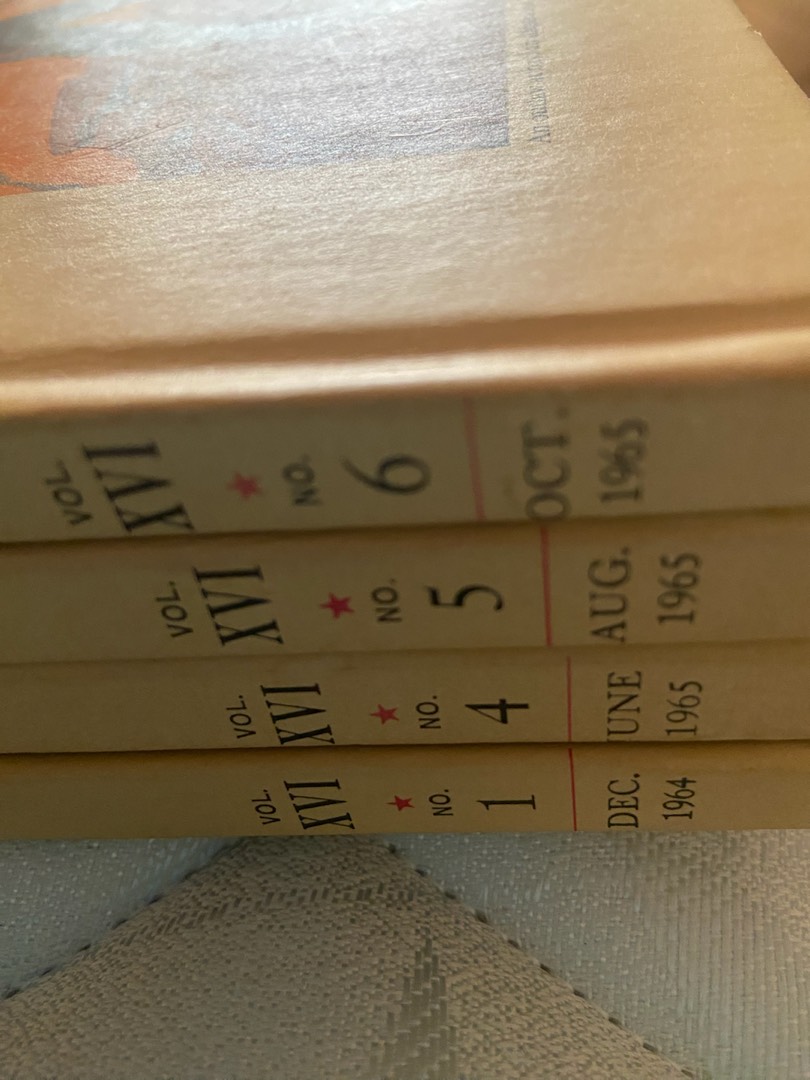 VOL.
XVI
★
NO.
6
OCT.
1965
VOL.
XVI
★
NO.
5
AUG.
1965
VOL.
XVI
★
NO.
4
JUNE
1965
VOL.
XVI
★
NO.
1
DEC.
1964